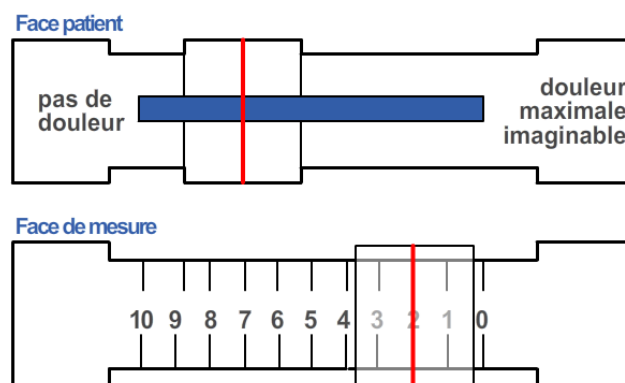 Face patient
pas de
douleur
douleur
maximale
imaginable
Face de mesure
10 9 8 7 6 5 4 3 2 1 0